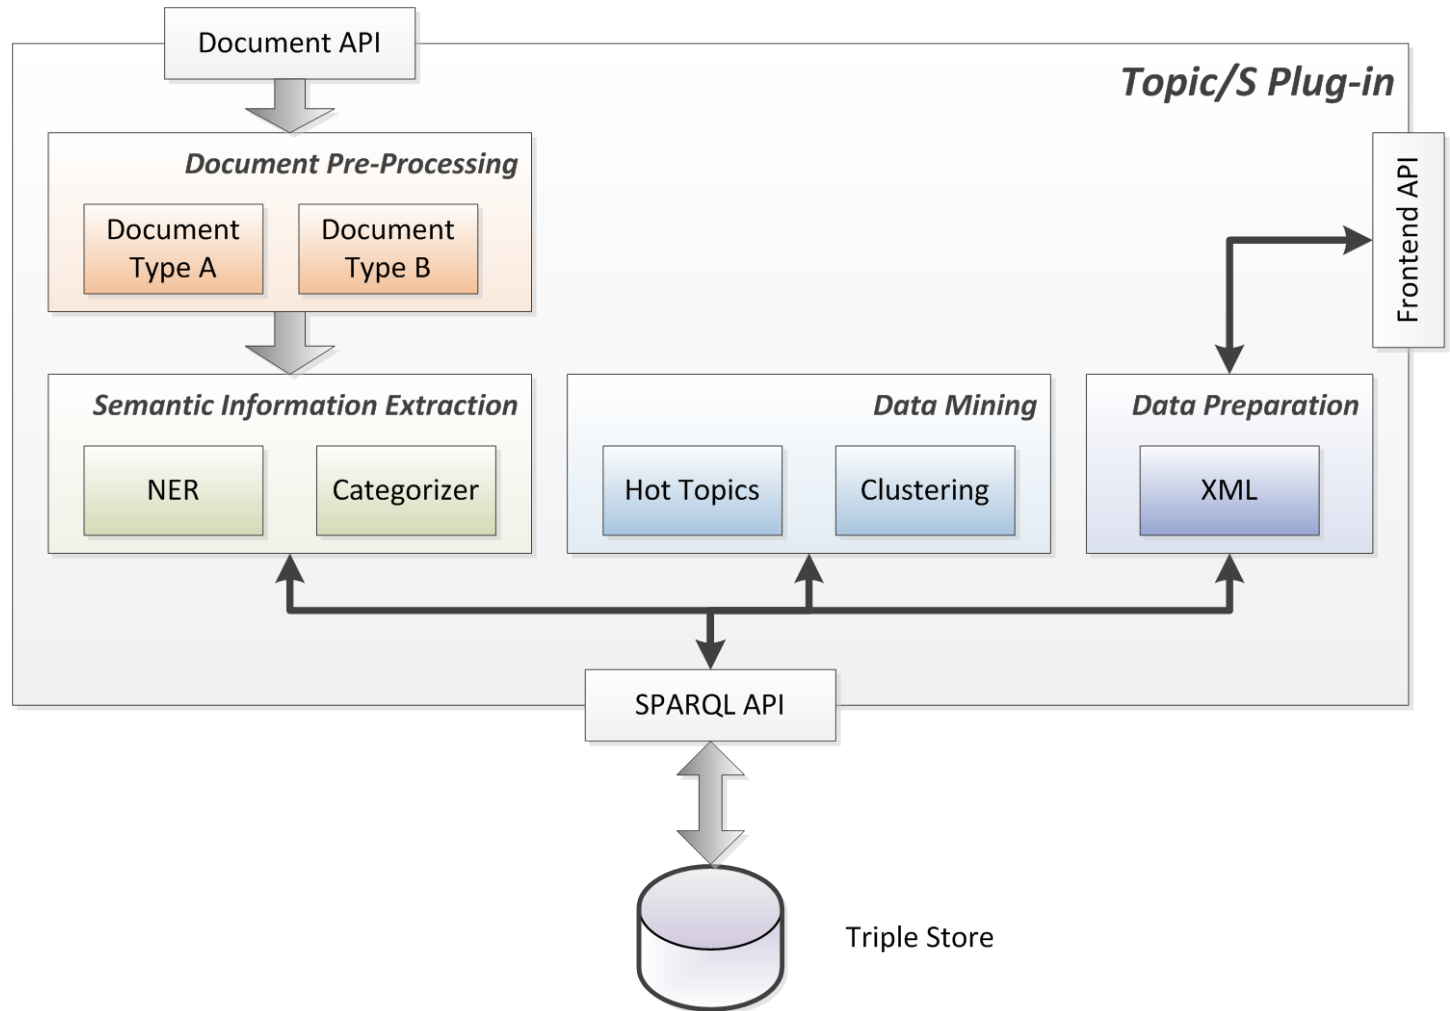 Document API
Topic/S Plug-in
Document Pre-Processing
Document
Type A
Document
Type B
Frontend API
Semantic Information Extraction
NER
Categorizer
Data Mining
Hot Topics
Clustering
Data Preparation
XML
SPARQL API
Triple Store